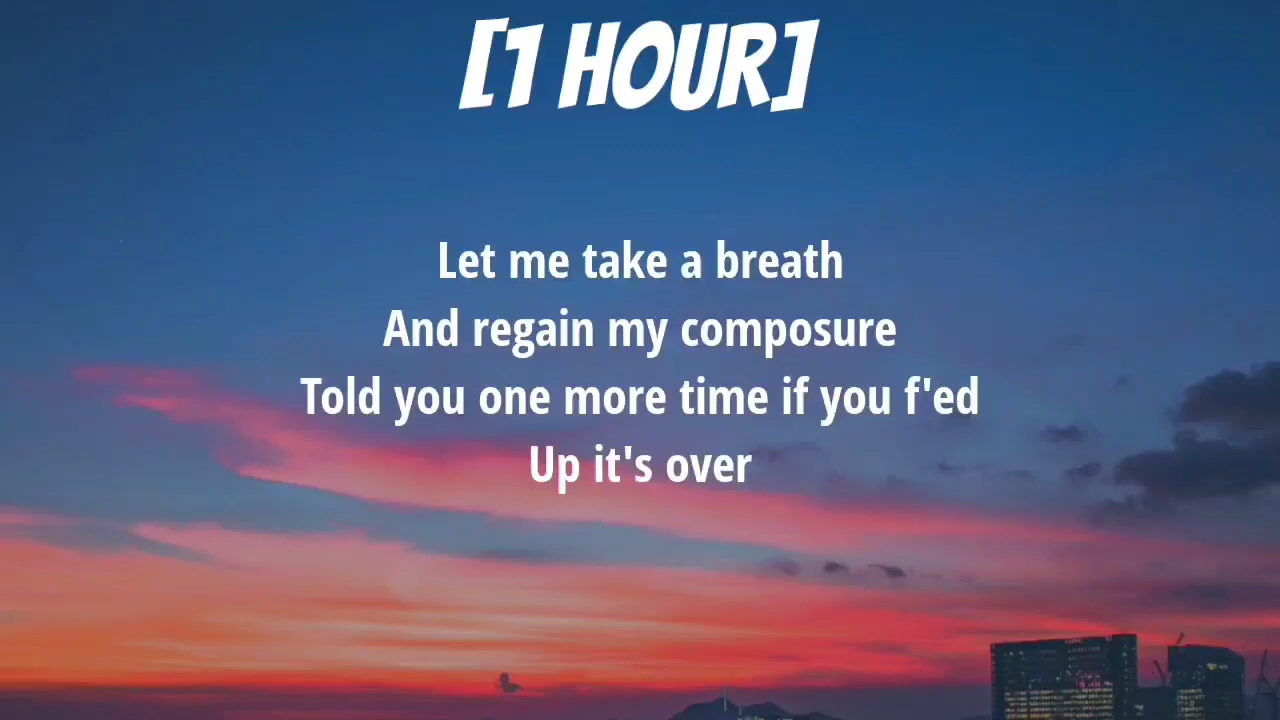 [1 HOUR]
Let me take a breath
And regain my composure
Told you one more time if you f'ed
Up it's over